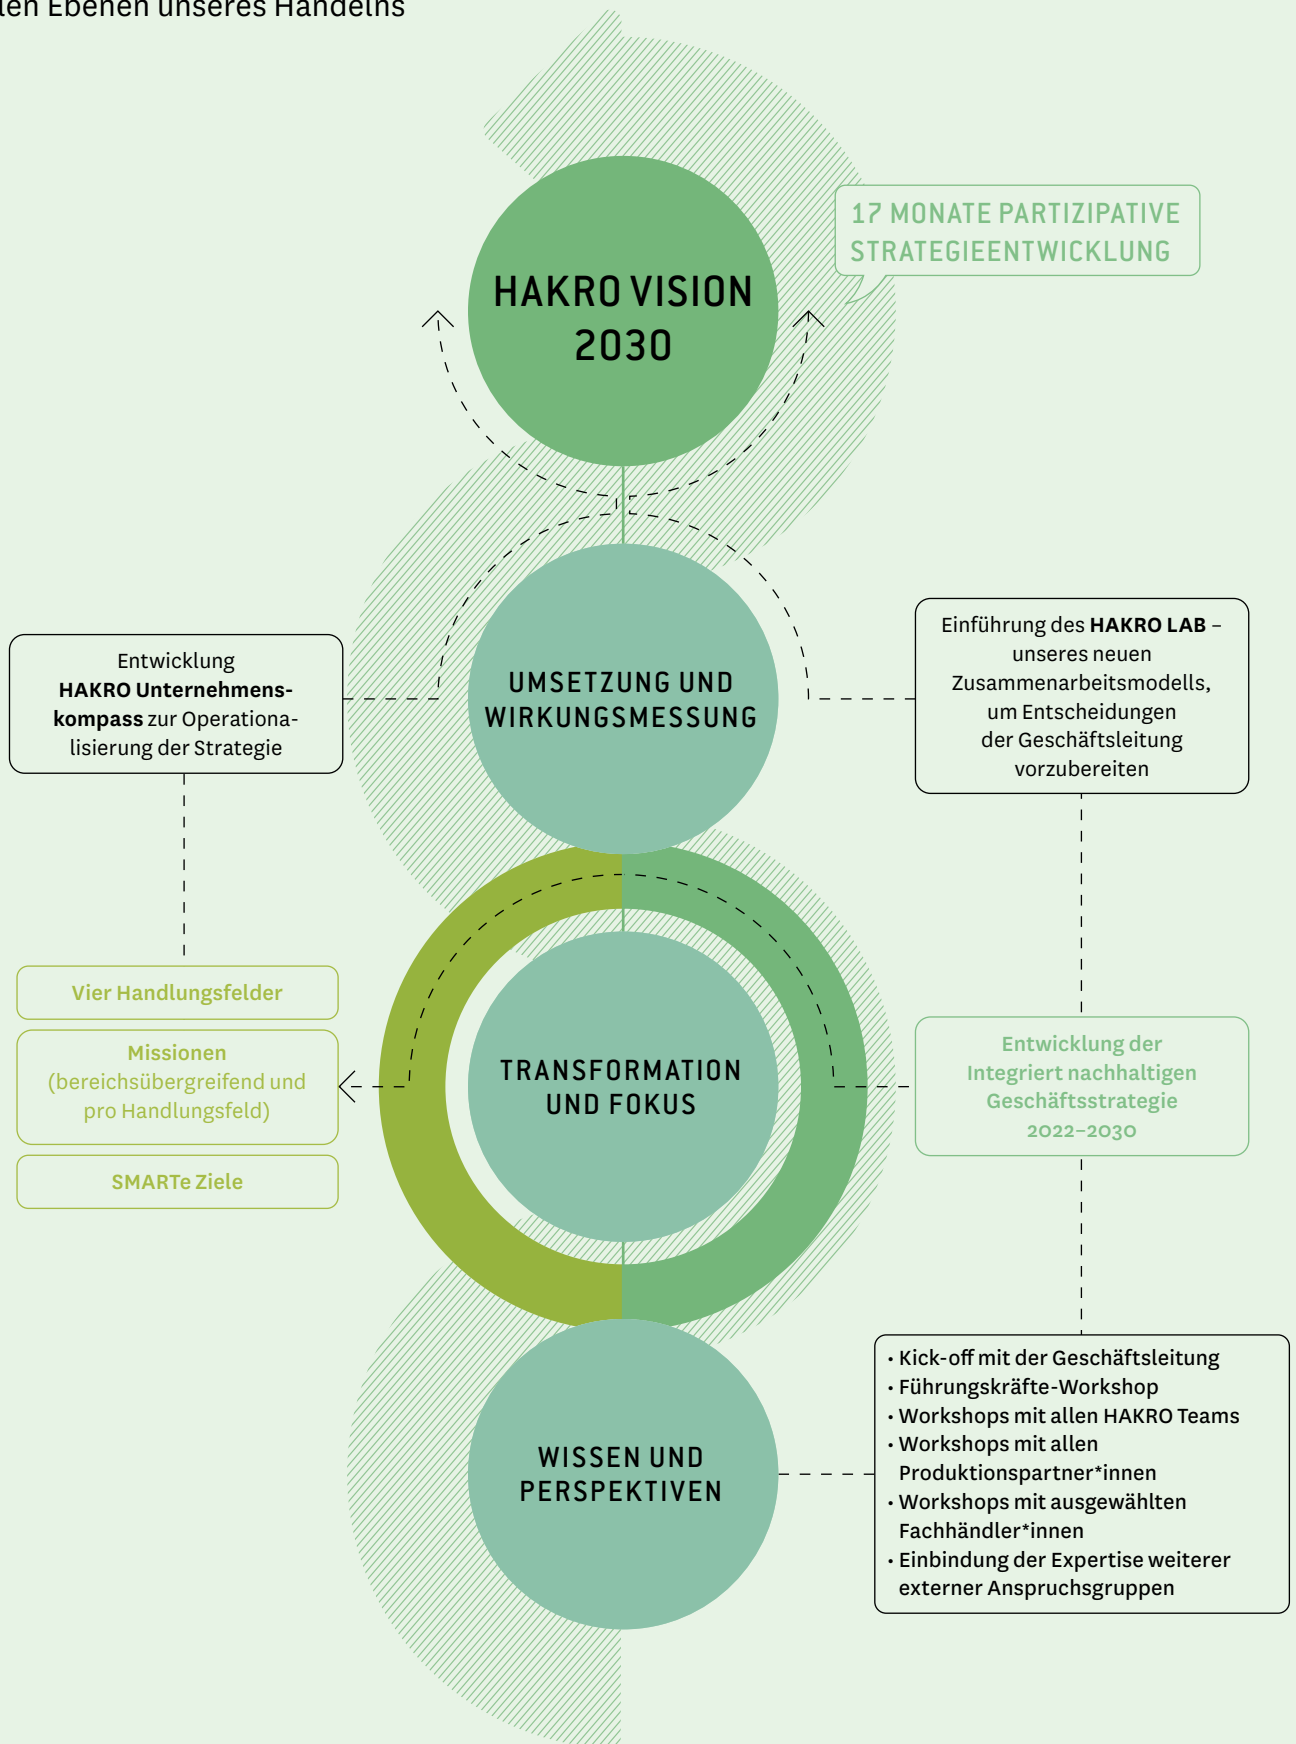 len Ebenen unseres Handelns
17 MONATE PARTIZIPATIVE
STRATEGIEENTWICKLUNG
HAKRO VISION
2030
UMSETZUNG UND
WIRKUNGSMESSUNG
Entwicklung
HAKRO Unternehmens-
kompass zur Operationa-
lisierung der Strategie
Einführung des HAKRO LAB –
unseres neuen
Zusammenarbeitsmodells,
um Entscheidungen
der Geschäftsleitung
vorzubereiten
Vier Handlungsfelder
Missionen
(bereichsübergreifend und
pro Handlungsfeld)
SMARTe Ziele
TRANSFORMATION
UND FOKUS
Entwicklung der
Integriert nachhaltigen
Geschäftsstrategie
2022–2030
WISSEN UND
PERSPEKTIVEN
• Kick-off mit der Geschäftsleitung
• Führungskräfte-Workshop
• Workshops mit allen HAKRO Teams
• Workshops mit allen
Produktionspartner*innen
• Workshops mit ausgewählten
Fachhändler*innen
• Einbindung der Expertise weiterer
externer Anspruchsgruppen